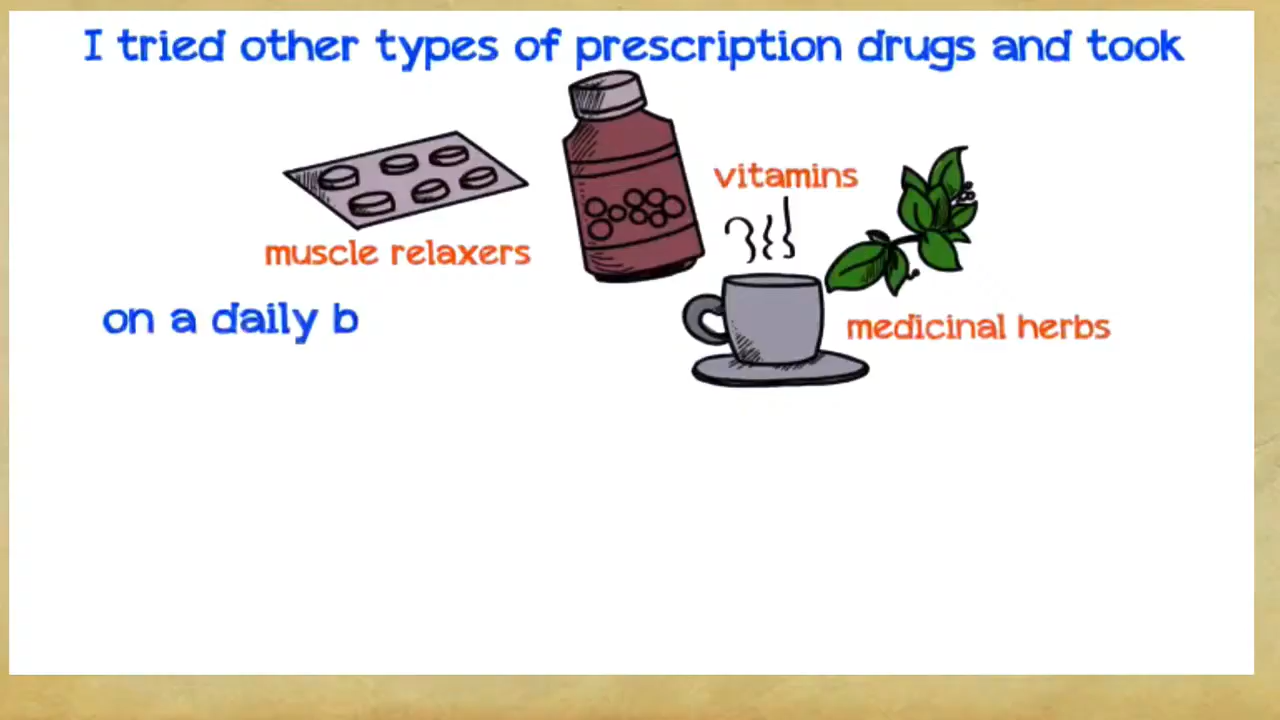 I tried other types of prescription drugs and took
vitamins
muscle relaxers
on a daily b
medicinal herbs